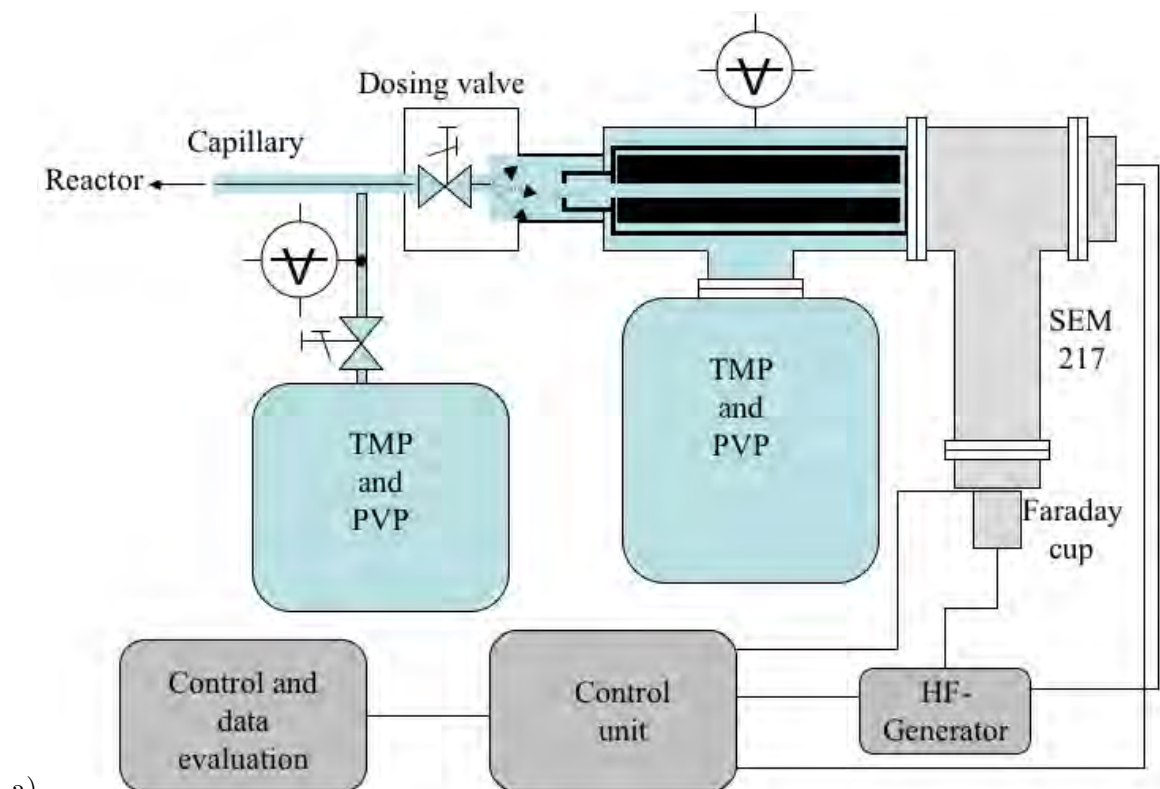 Dosing valve
Capillary
Reactor
SEM
217
TMP
and
PVP
TMP
and
PVP
Faraday
cup
Control and
data
evaluation
Control
unit
HF-
Generator
a)